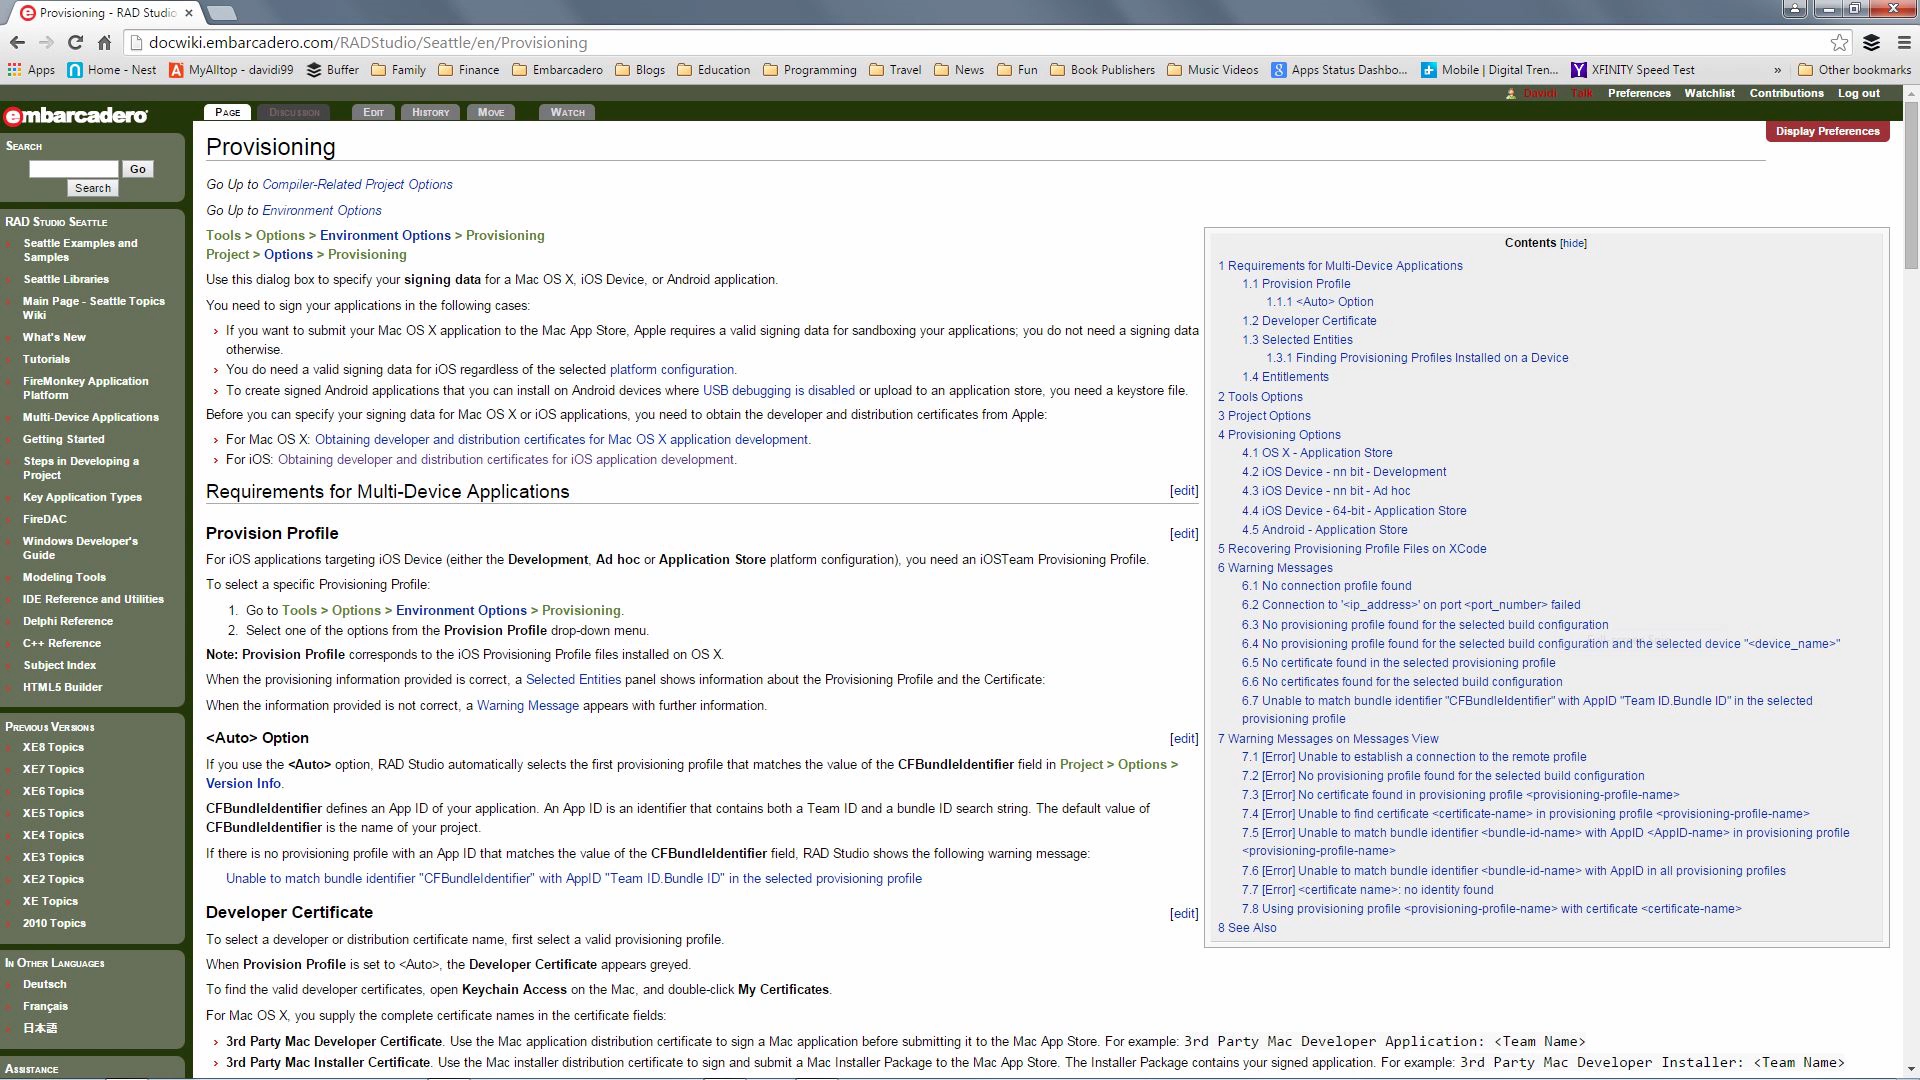 Provisioning - RAD Studio
docwiki.embarcadero.com/RADStudio/Seattle/en/Provisioning
Apps Home - Nest MyAlltop - davidi99 Buffer Family Finance Embarcadero Blogs Education Programming Travel News Fun Book Publishers Music Videos Apps Status Dashbo... Mobile | Digital Tren... XFINITY Speed Test » Other bookmarks
Davidi Talk Preferences Watchlist Contributions Log out
embarcadero
Page Discussion Edit History Move Watch
Display Preferences
Search
Go
Search
RAD Studio Seattle
Seattle Examples and
Samples
Seattle Libraries
Main Page - Seattle Topics
Wiki
What's New
Tutorials
FireMonkey Application
Platform
Multi-Device Applications
Getting Started
Steps in Developing a
Project
Key Application Types
FireDAC
Windows Developer's
Guide
Modeling Tools
IDE Reference and Utilities
Delphi Reference
C++ Reference
Subject Index
HTML5 Builder
Previous Versions
XE8 Topics
XE7 Topics
XE6 Topics
XE5 Topics
XE4 Topics
XE3 Topics
XE2 Topics
XE Topics
2010 Topics
In Other Languages
Deutsch
Français
日本語
Assistance
Provisioning
Go Up to Compiler-Related Project Options
Go Up to Environment Options
Tools > Options > Environment Options > Provisioning
Project > Options > Provisioning
Use this dialog box to specify your signing data for a Mac OS X, iOS Device, or Android application.
You need to sign your applications in the following cases:
› If you want to submit your Mac OS X application to the Mac App Store, Apple requires a valid signing data for sandboxing your applications; you do not need a signing data
otherwise.
› You do need a valid signing data for iOS regardless of the selected platform configuration.
› To create signed Android applications that you can install on Android devices where USB debugging is disabled or upload to an application store, you need a keystore file.
Before you can specify your signing data for Mac OS X or iOS applications, you need to obtain the developer and distribution certificates from Apple:
› For Mac OS X: Obtaining developer and distribution certificates for Mac OS X application development.
› For iOS: Obtaining developer and distribution certificates for iOS application development.
Requirements for Multi-Device Applications [edit]
Provision Profile [edit]
For iOS applications targeting iOS Device (either the Development, Ad hoc or Application Store platform configuration), you need an iOSTeam Provisioning Profile.
To select a specific Provisioning Profile:
1. Go to Tools > Options > Environment Options > Provisioning.
2. Select one of the options from the Provision Profile drop-down menu.
Note: Provision Profile corresponds to the iOS Provisioning Profile files installed on OS X.
When the provisioning information provided is correct, a Selected Entities panel shows information about the Provisioning Profile and the Certificate:
When the information provided is not correct, a Warning Message appears with further information.
<Auto> Option [edit]
If you use the <Auto> option, RAD Studio automatically selects the first provisioning profile that matches the value of the CFBundleIdentifier field in Project > Options >
Version Info.
CFBundleIdentifier defines an App ID of your application. An App ID is an identifier that contains both a Team ID and a bundle ID search string. The default value of
CFBundleIdentifier is the name of your project.
If there is no provisioning profile with an App ID that matches the value of the CFBundleIdentifier field, RAD Studio shows the following warning message:
Unable to match bundle identifier "CFBundleIdentifier" with AppID "Team ID.Bundle ID" in the selected provisioning profile
Developer Certificate [edit]
To select a developer or distribution certificate name, first select a valid provisioning profile.
When Provision Profile is set to <Auto>, the Developer Certificate appears greyed.
To find the valid developer certificates, open Keychain Access on the Mac, and double-click My Certificates.
For Mac OS X, you supply the complete certificate names in the certificate fields:
› 3rd Party Mac Developer Certificate. Use the Mac application distribution certificate to sign a Mac application before submitting it to the Mac App Store. For example: 3rd Party Mac Developer Application: <Team Name>
› 3rd Party Mac Installer Certificate. Use the Mac installer distribution certificate to sign and submit a Mac Installer Package to the Mac App Store. The Installer Package contains your signed application. For example: 3rd Party Mac Developer Installer: <Team Name>
Contents [hide]
1 Requirements for Multi-Device Applications
1.1 Provision Profile
1.1.1 <Auto> Option
1.2 Developer Certificate
1.3 Selected Entities
1.3.1 Finding Provisioning Profiles Installed on a Device
1.4 Entitlements
2 Tools Options
3 Project Options
4 Provisioning Options
4.1 OS X - Application Store
4.2 iOS Device - nn bit - Development
4.3 iOS Device - nn bit - Ad hoc
4.4 iOS Device - 64-bit - Application Store
4.5 Android - Application Store
5 Recovering Provisioning Profile Files on XCode
6 Warning Messages
6.1 No connection profile found
6.2 Connection to '<ip_address>' on port <port_number> failed
6.3 No provisioning profile found for the selected build configuration
6.4 No provisioning profile found for the selected build configuration and the selected device "<device_name>"
6.5 No certificate found in the selected provisioning profile
6.6 No certificates found for the selected build configuration
6.7 Unable to match bundle identifier "CFBundleIdentifier" with AppID "Team ID.Bundle ID" in the selected
provisioning profile
7 Warning Messages on Messages View
7.1 [Error] Unable to establish a connection to the remote profile
7.2 [Error] No provisioning profile found for the selected build configuration
7.3 [Error] No certificate found in provisioning profile <provisioning-profile-name>
7.4 [Error] Unable to find certificate <certificate-name> in provisioning profile <provisioning-profile-name>
7.5 [Error] Unable to match bundle identifier <bundle-id-name> with AppID <AppID-name> in provisioning profile
<provisioning-profile-name>
7.6 [Error] Unable to match bundle identifier <bundle-id-name> with AppID in all provisioning profiles
7.7 [Error] <certificate name>: no identity found
7.8 Using provisioning profile <provisioning-profile-name> with certificate <certificate-name>
8 See Also